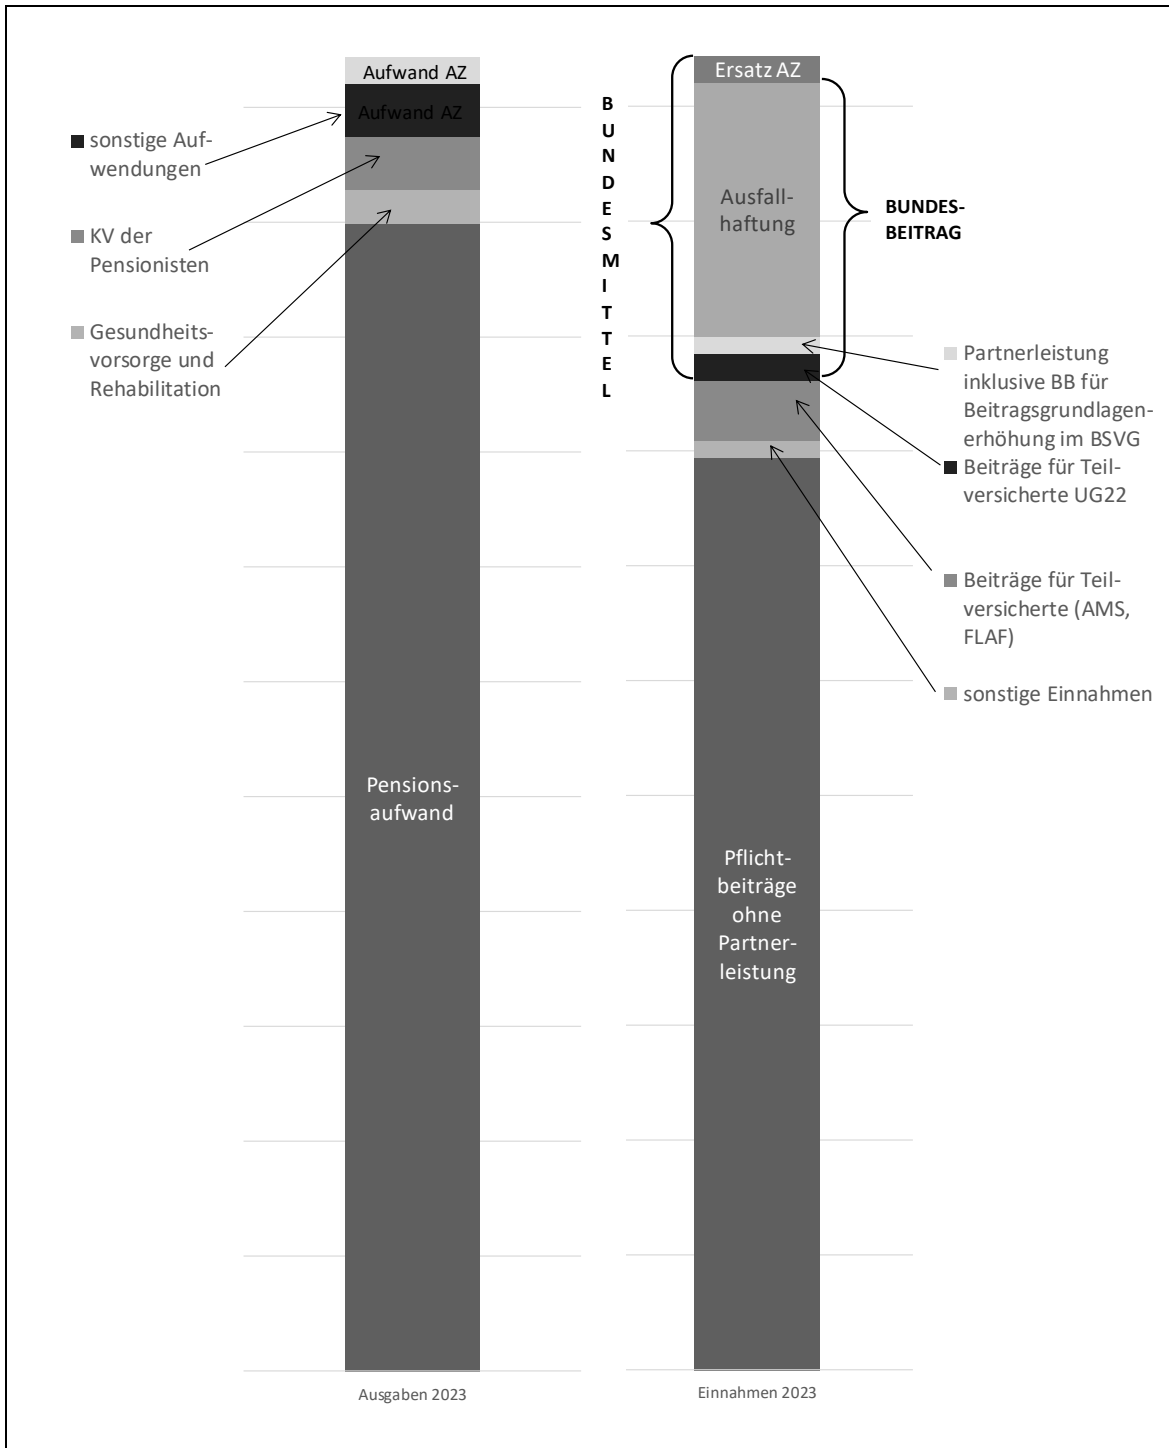 Aufwand AZ
Aufwand AZ
sonstige Auf-
wendungen
KV der
Pensionisten
Gesundheits-
vorsorge und
Rehabilitation
Pensions-
aufwand
Ausgaben 2023
B
U
N
D
E
S
M
I
T
T
E
L
Ersatz AZ
Ausfall-
haftung
BUNDES-
BEITRAG
Partnerleistung
inklusive BB für
Beitragsgrundlagen-
erhöhung im BSVG
Beiträge für Teil-
versicherte UG22
Beiträge für Teil-
versicherte (AMS,
FLAF)
sonstige Einnahmen
Pflicht-
beiträge
ohne
Partner-
leistung
Einnahmen 2023